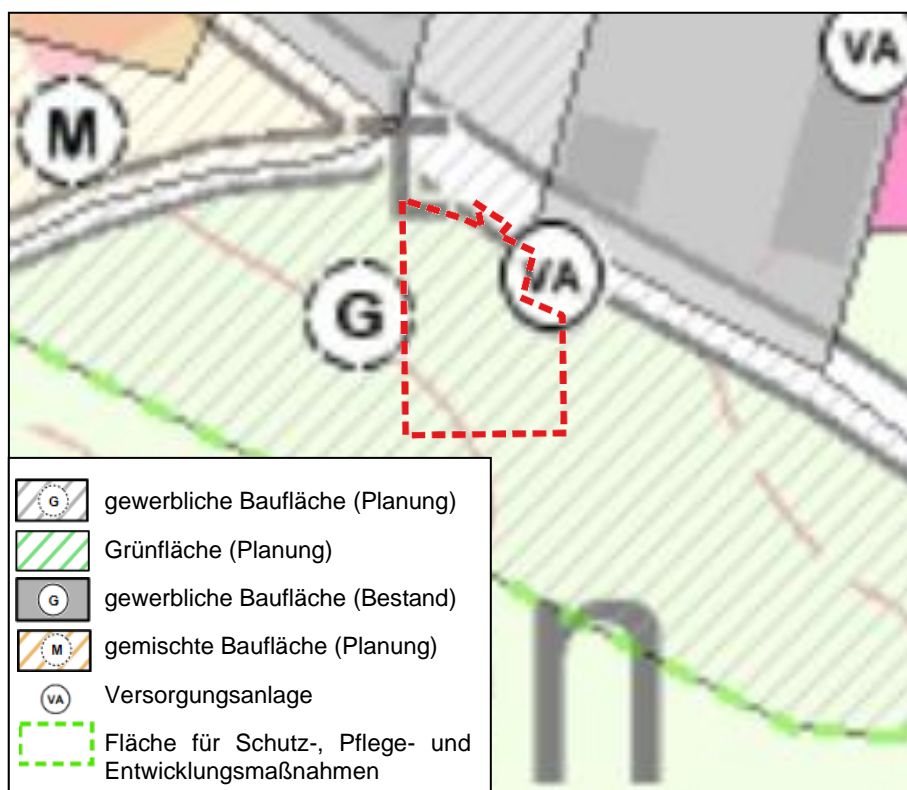 VA
M
VA
G
G gewerbliche Baufläche (Planung)
Grünfläche (Planung)
G gewerbliche Baufläche (Bestand)
M gemischte Baufläche (Planung)
VA Versorgungsanlage
Fläche für Schutz-, Pflege- und
Entwicklungsmaßnahmen
n